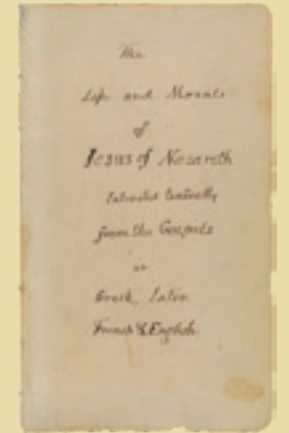 The
Life and Morals
of
Jesus of Nazareth
Extracted textually
from the Gospels
in
Greek, Latin
French & English.